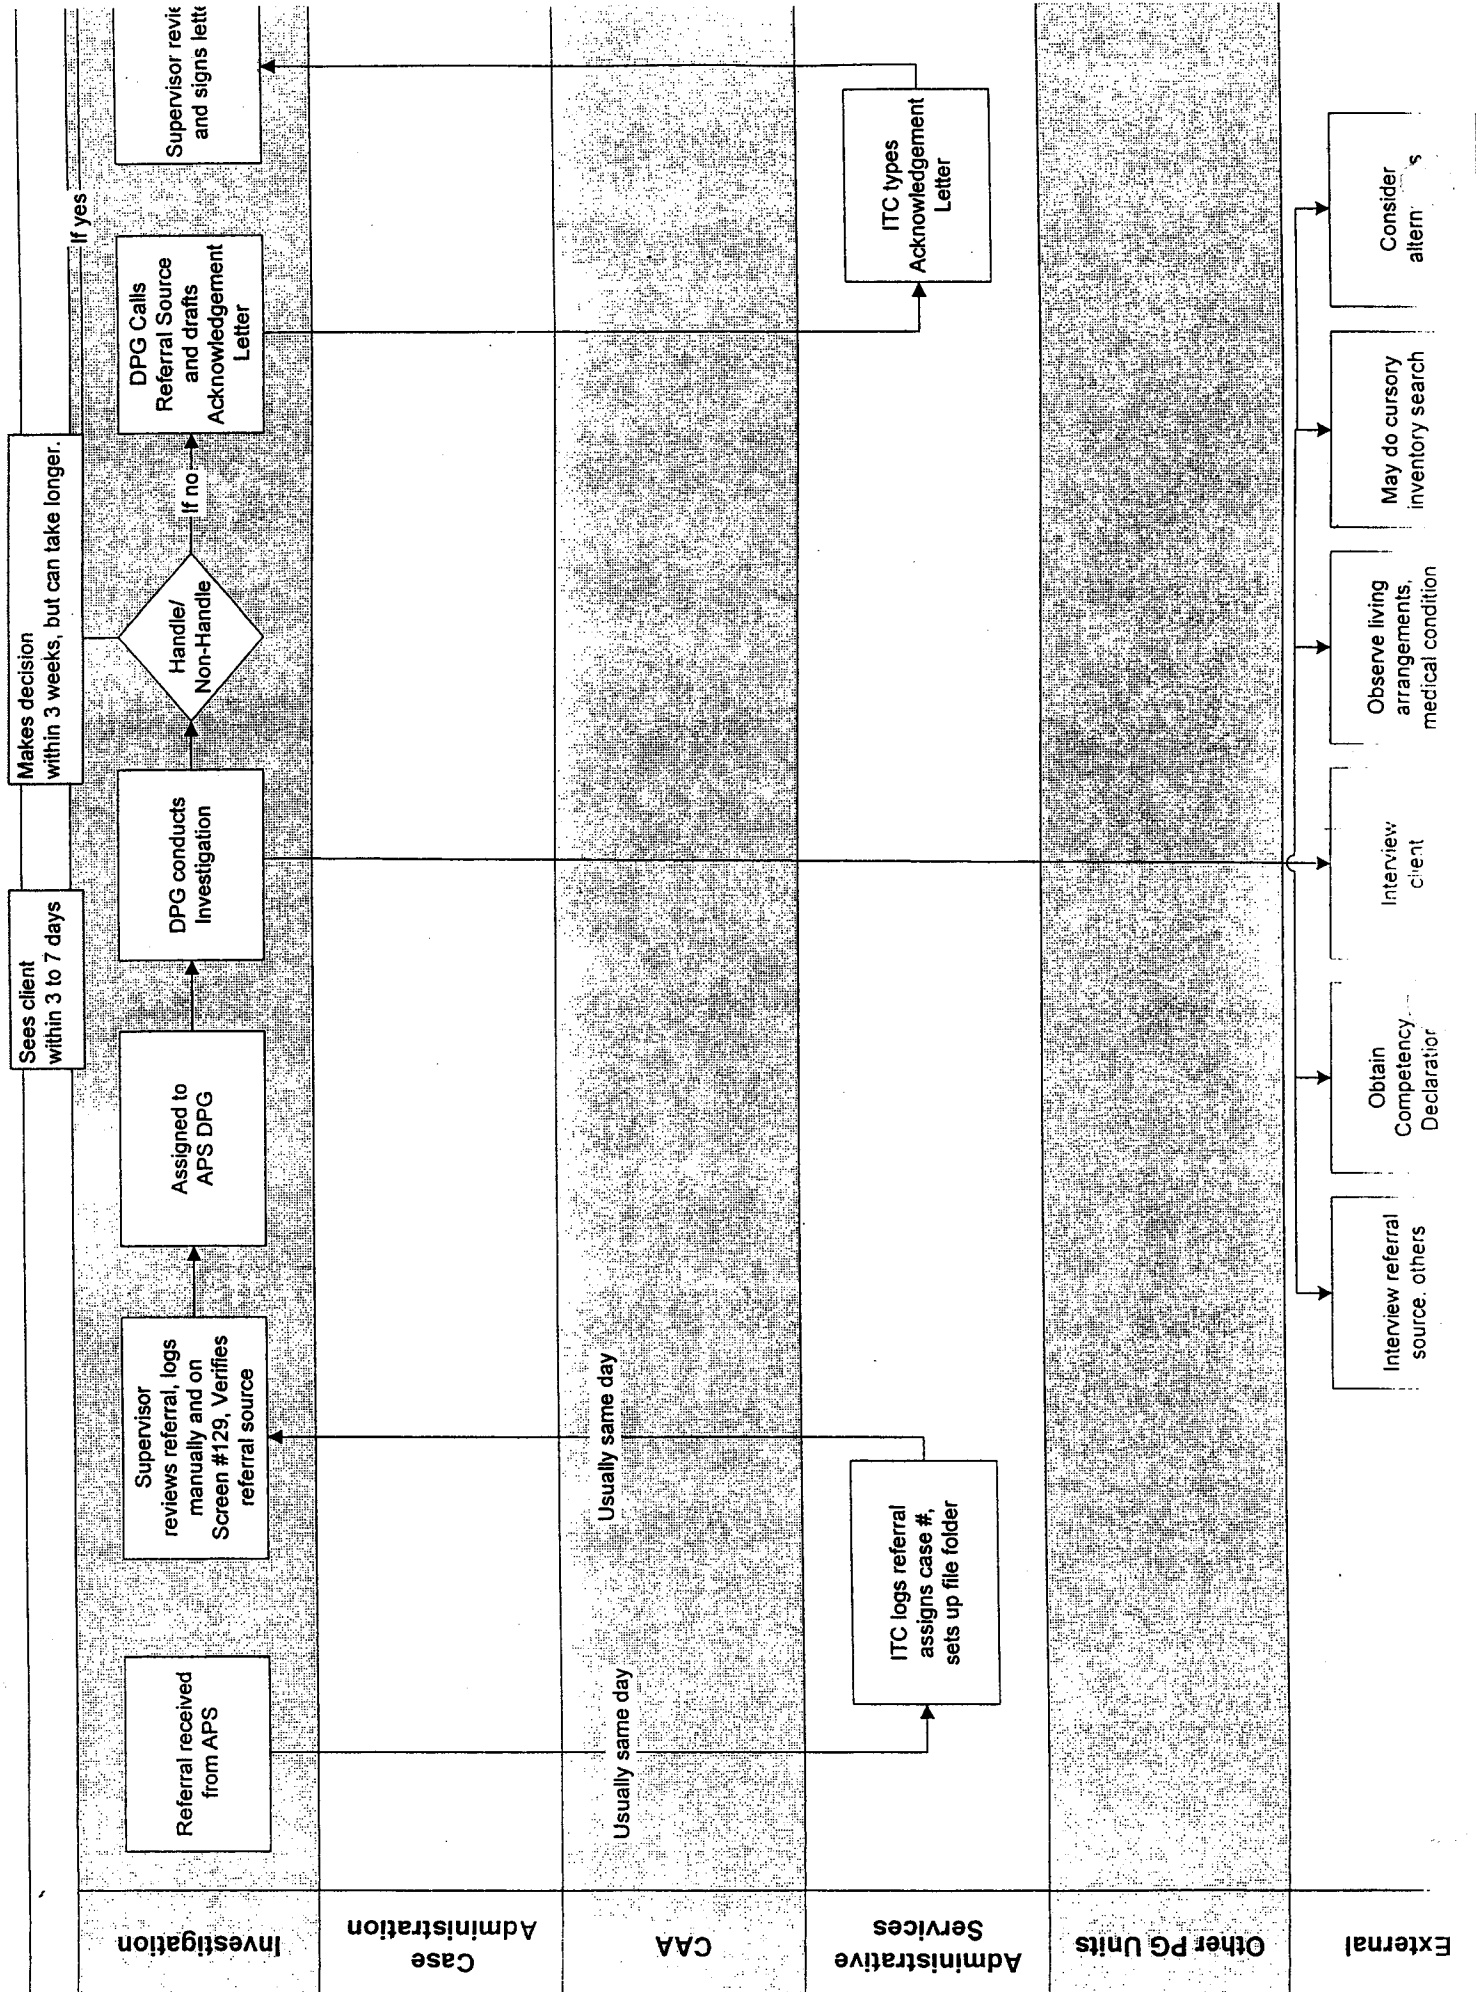 Sees client
within 3 to 7 days
Makes decision
within 3 weeks, but can take longer.
If yes
Investigation
Referral received
from APS
Supervisor
reviews referral, logs
manually and on
Screen #129, Verifies
referral source
Assigned to
APS DPG
DPG conducts
Investigation
Handle/
Non-Handle
If no
DPG Calls
Referral Source
and drafts
Acknowledgement
Letter
Supervisor
and signs
Case
Administration
CAA
Usually same day
Usually same day
Administrative
Services
ITC logs referral
assigns case #,
sets up file folder
ITC types
Acknowledgement
Letter
Other PG Units
External
Interview referral
source. others
Obtain
Competency
Interview
client
Observe living
arrangements,
medical condition
May do cursory
inventory search
Consider